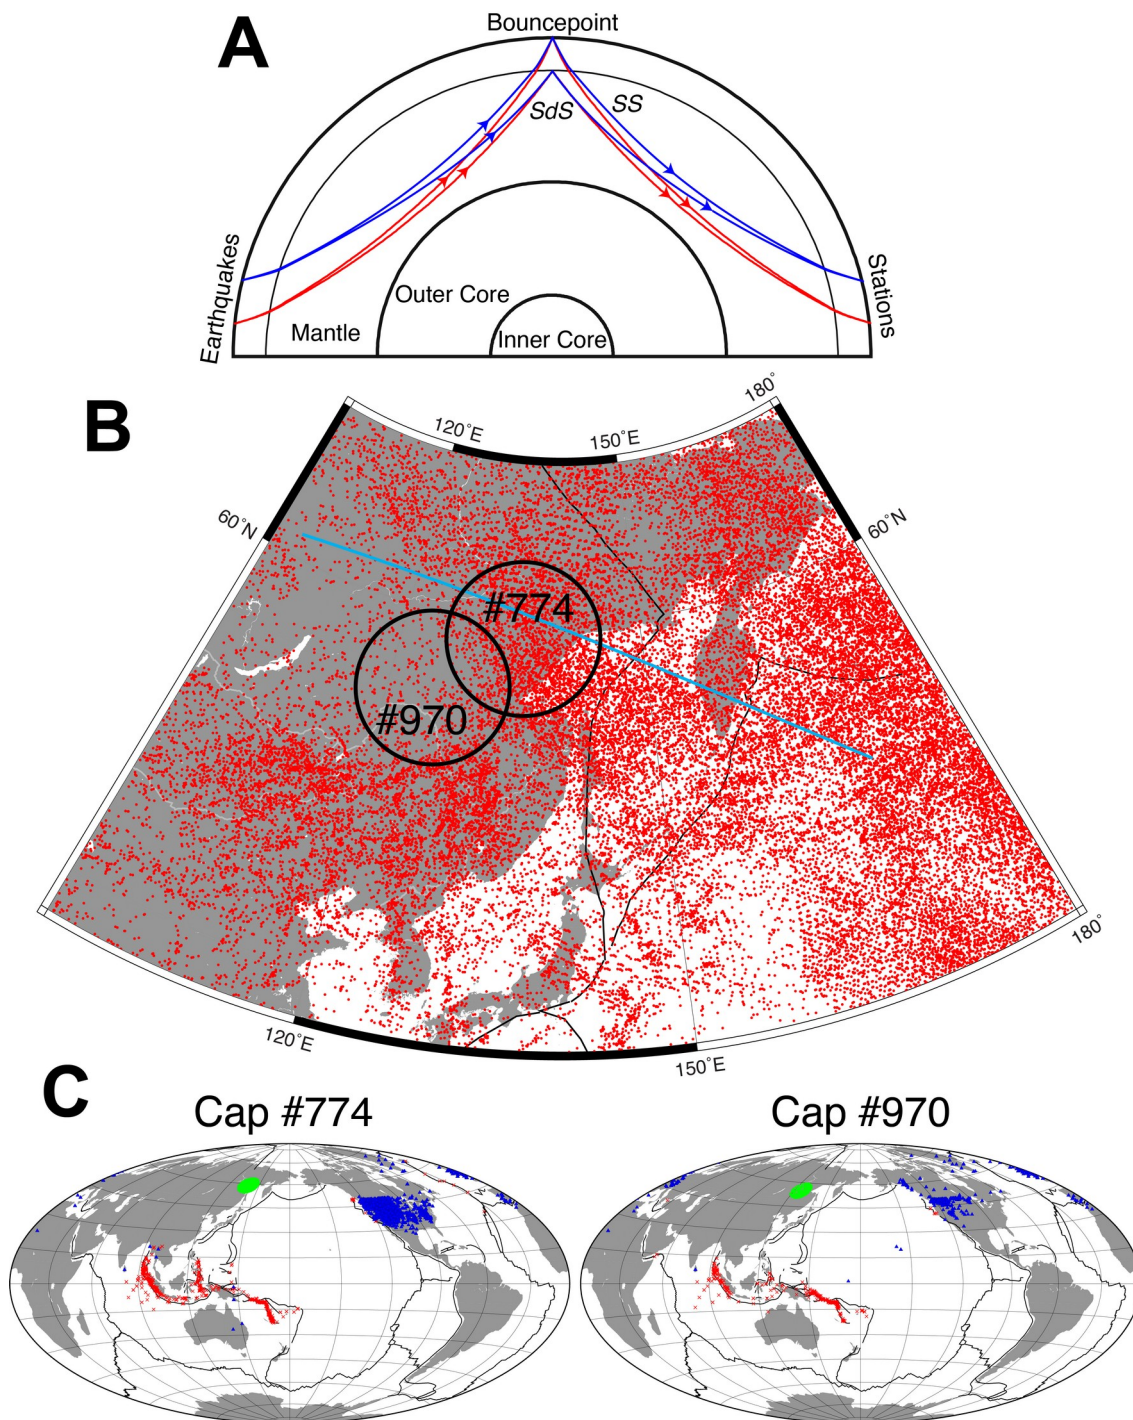 A
Bouncepoint
SdS
SS
Earthquakes
Stations
Outer Core
Mantle
Inner Core
B
120°E
150°E
180°
60°N
60°N
#774
#970
180°
120°E
150°E
C
Cap #774
Cap #970